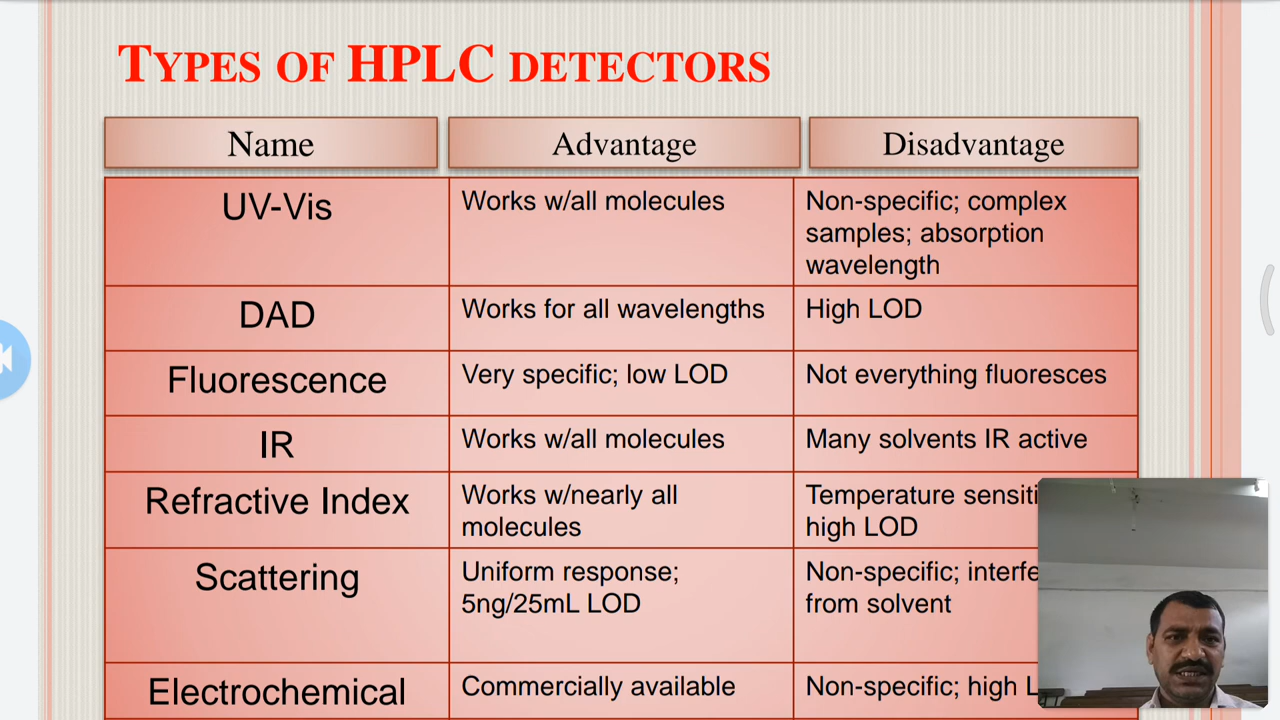 TYPES OF HPLC DETECTORS
Name
Advantage
Disadvantage
UV-Vis
Works w/all molecules
Non-specific; complex
samples; absorption
wavelength
DAD
Works for all wavelengths
High LOD
Fluorescence
Very specific; low LOD
Not everything fluoresces
IR
Works w/all molecules
Many solvents IR active
Refractive Index
Works w/nearly all
molecules
Temperature
high LOD
Scattering
Uniform response;
5ng/25mL LOD
Non-specific;
from solvent
Electrochemical
Commercially available
Non-specific; high